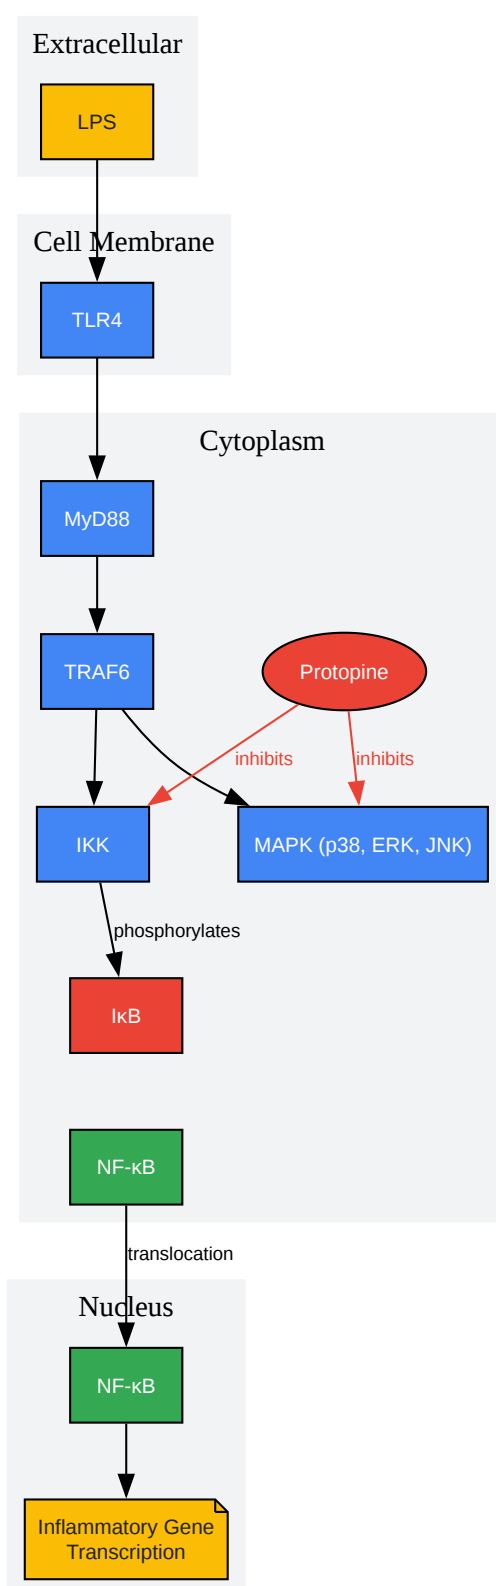 Extracellular
LPS
Cell Membrane
TLR4
Cytoplasm
MyD88
TRAF6
Protopine
inhibits
inhibits
IKK
MAPK (p38, ERK, JNK)
phosphorylates
IκB
NF-κB
translocation
Nucleus
NF-κB
Inflammatory Gene
Transcription